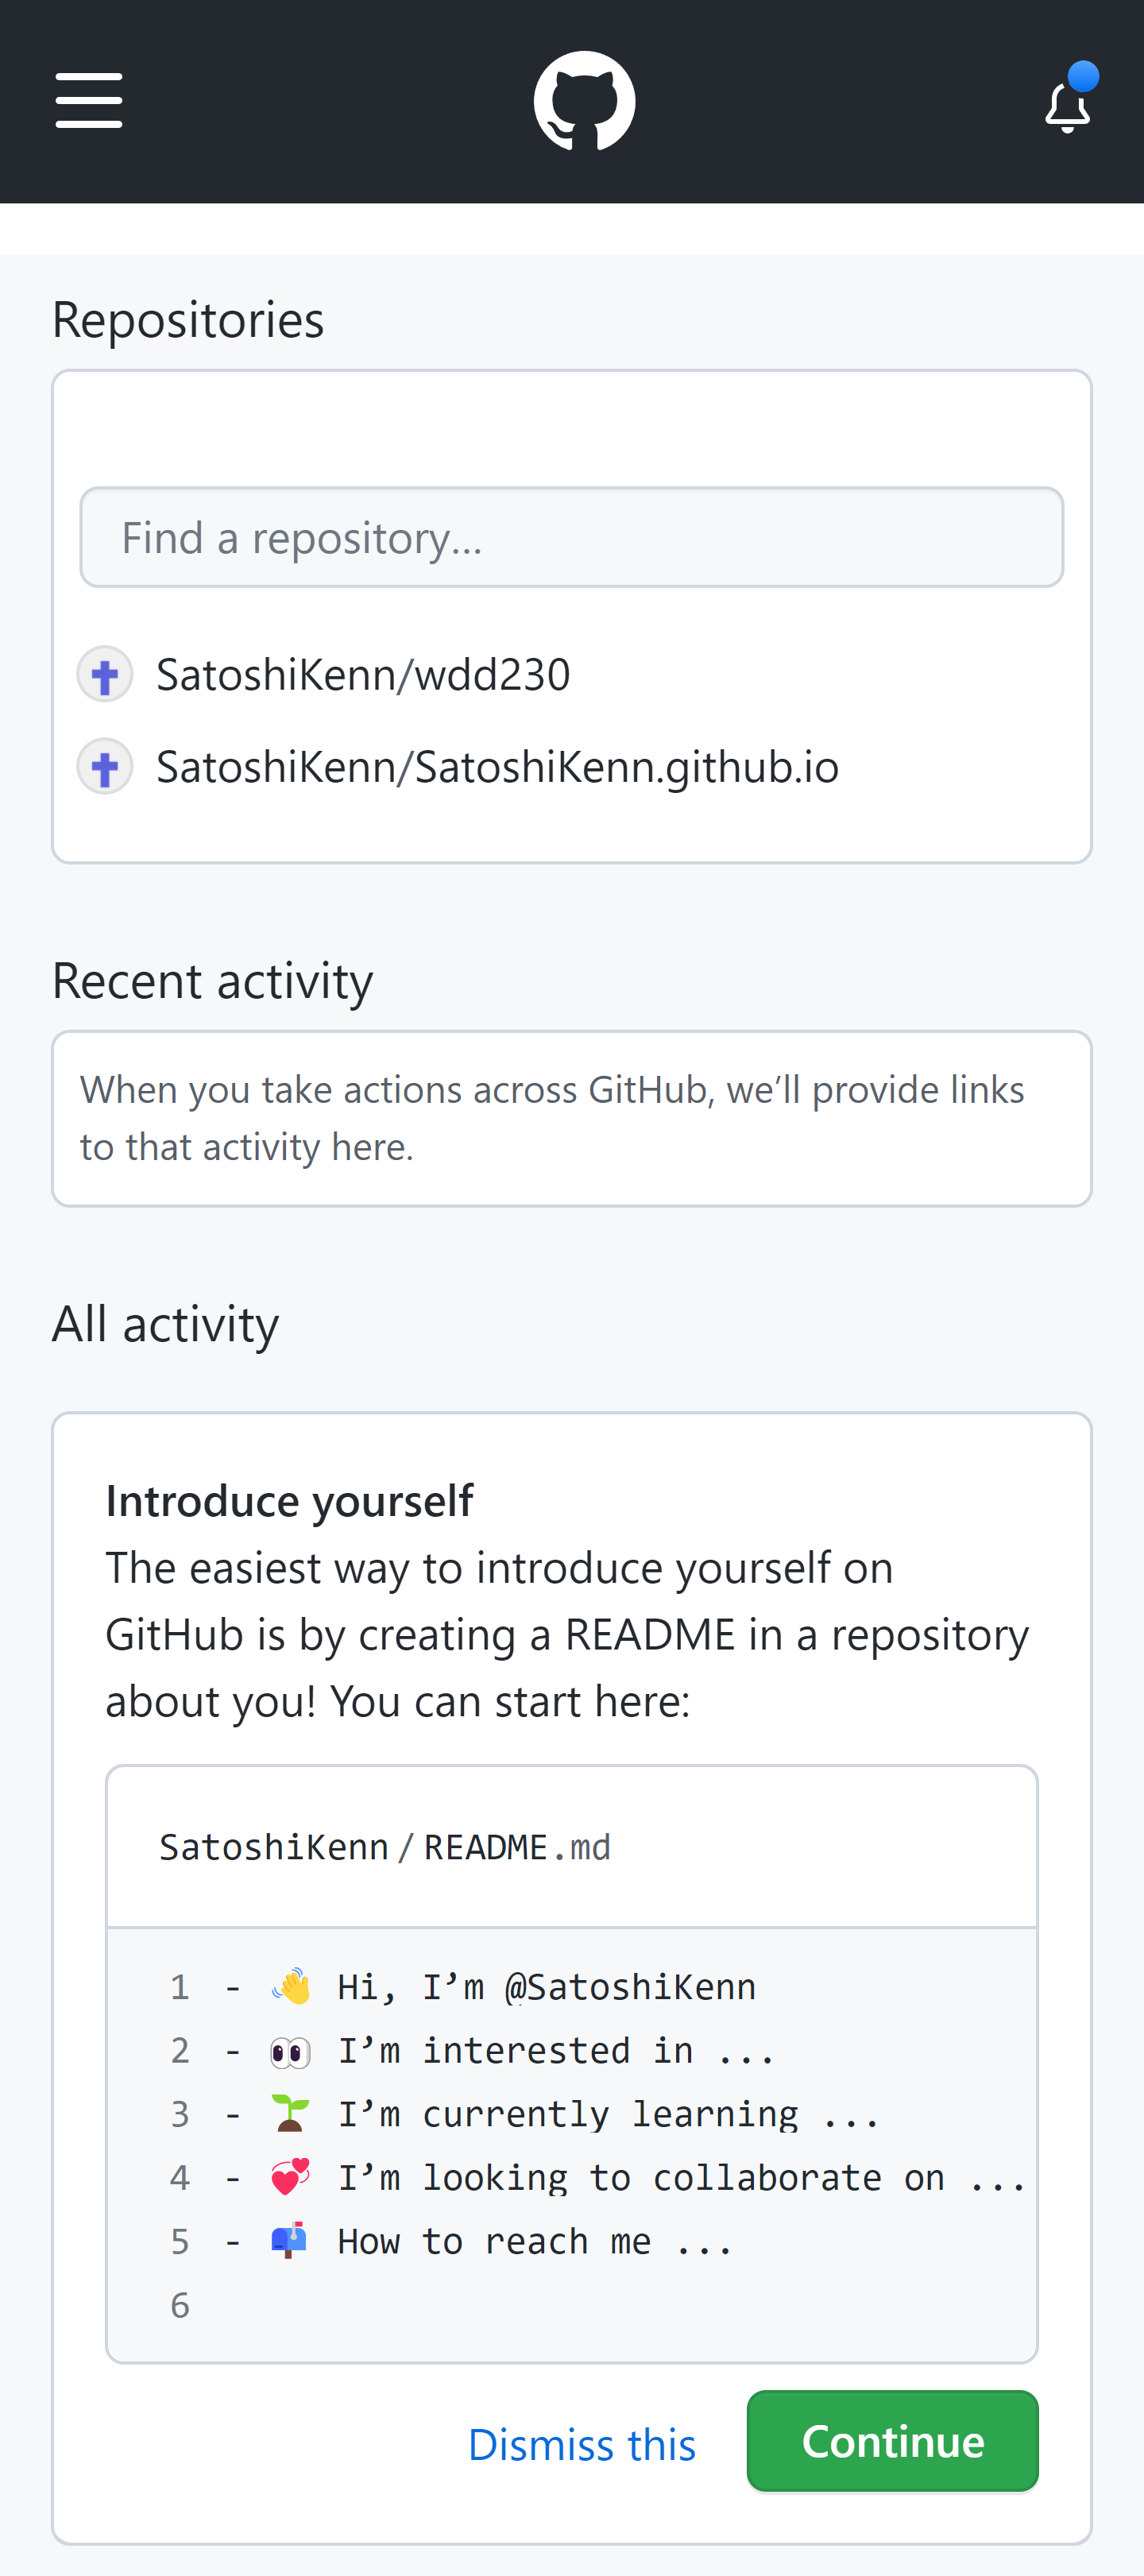 Repositories
Find a repository…
SatoshiKenn/wdd230
SatoshiKenn/SatoshiKenn.github.io
Recent activity
When you take actions across GitHub, we’ll provide links
to that activity here.
All activity
Introduce yourself
The easiest way to introduce yourself on
GitHub is by creating a README in a repository
about you! You can start here:
SatoshiKenn / README.md
1 - 👋 Hi, I’m @SatoshiKenn
2 - 👀 I’m interested in ...
3 - 🌱 I’m currently learning ...
4 - 💞️ I’m looking to collaborate on ...
5 - 📫 How to reach me ...
6
Dismiss this Continue